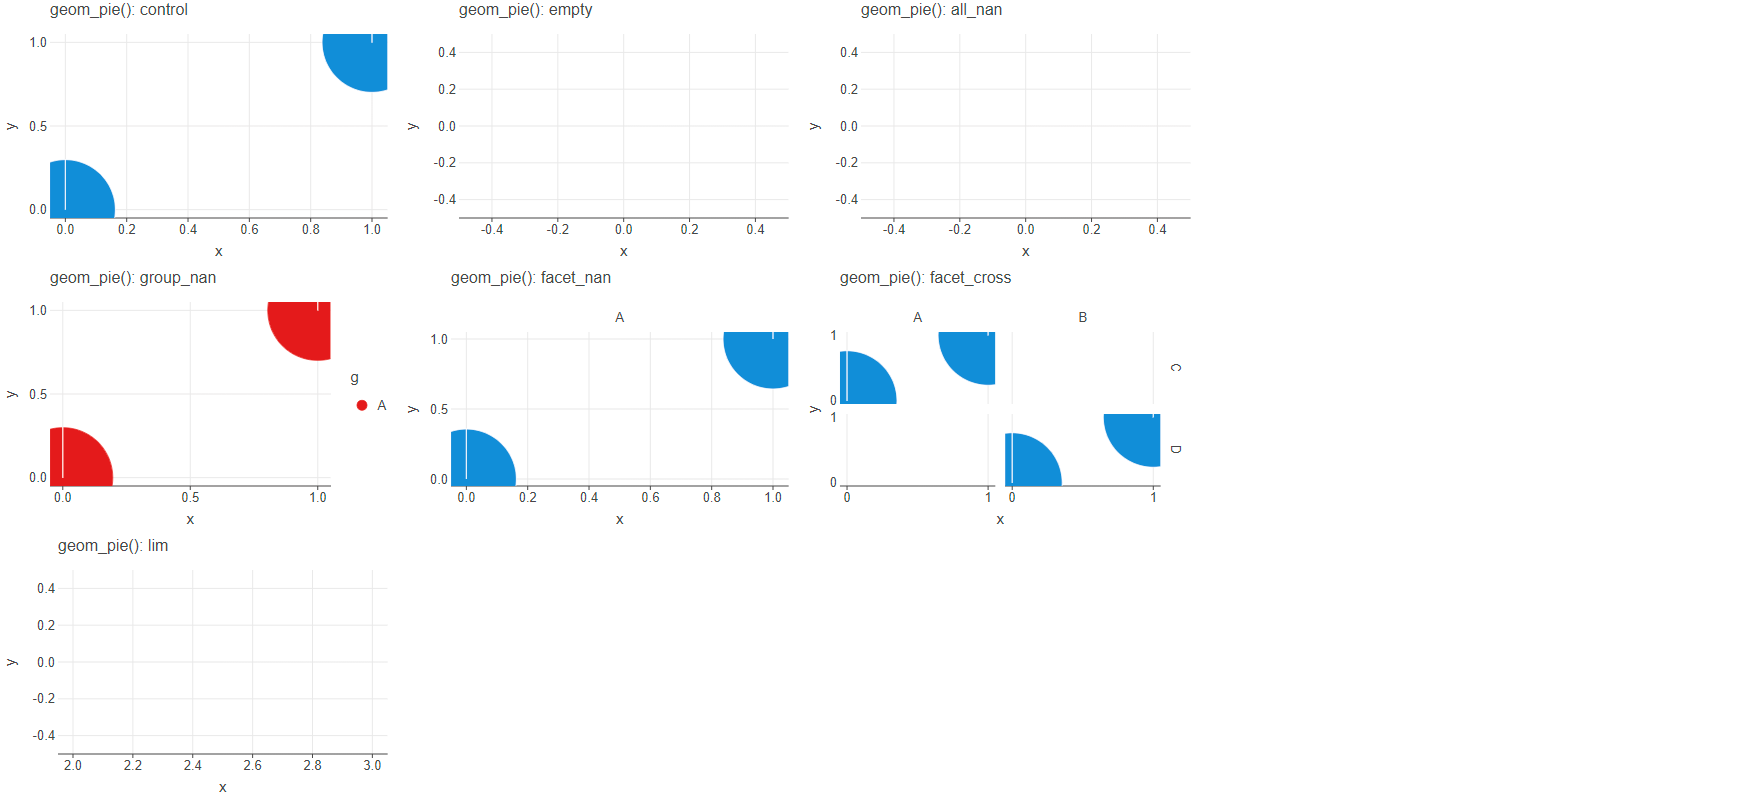 geom_pie(): control
1.0
0.5
0.0
y
0.0 0.2 0.4 0.6 0.8 1.0
x
geom_pie(): empty
0.4
0.2
0.0
-0.2
-0.4
y
-0.4 -0.2 0.0 0.2 0.4
x
geom_pie(): all_nan
0.4
0.2
0.0
-0.2
-0.4
y
-0.4 -0.2 0.0 0.2 0.4
x
geom_pie(): group_nan
1.0
0.5
0.0
y
0.0 0.5 1.0
x
g
A
geom_pie(): facet_nan
A
1.0
0.5
0.0
y
0.0 0.2 0.4 0.6 0.8 1.0
x
geom_pie(): facet_cross
A B
1
0
C
1
0
D
y
0 1 0 1
x
geom_pie(): lim
0.4
0.2
0.0
-0.2
-0.4
y
2.0 2.2 2.4 2.6 2.8 3.0
x